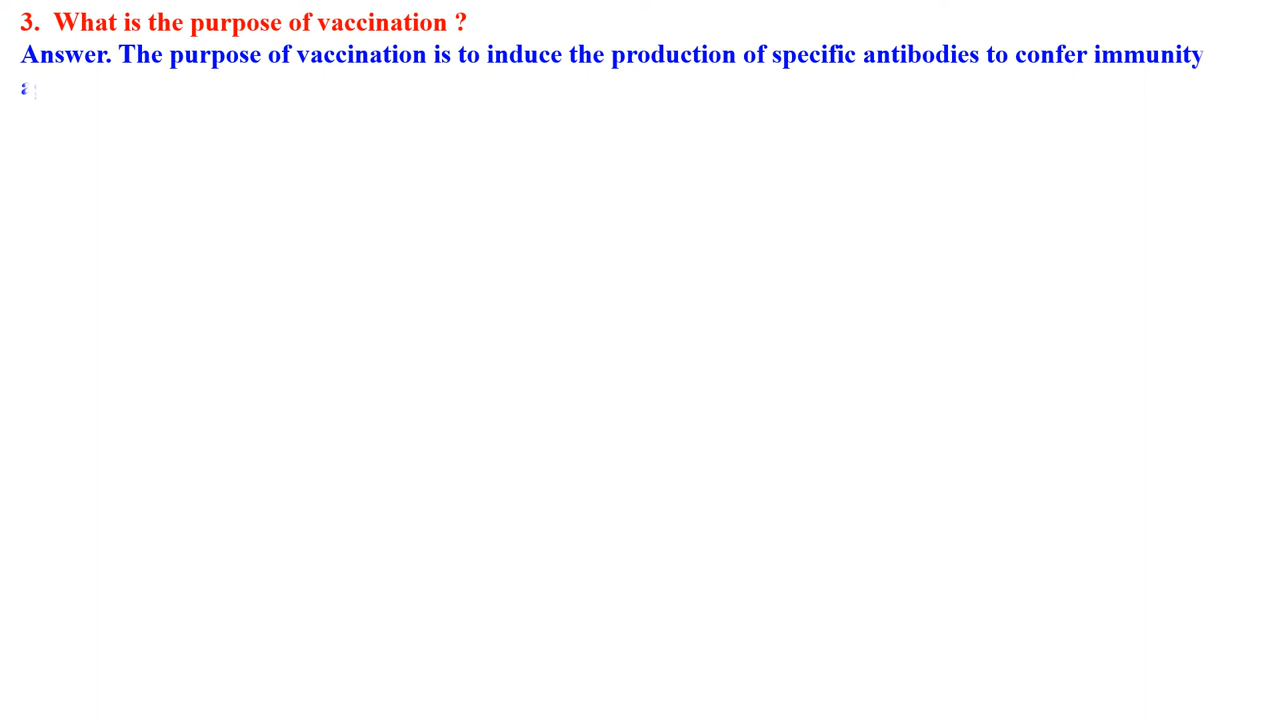 3. What is the purpose of vaccination ?
Answer. The purpose of vaccination is to induce the production of specific antibodies to confer immunity